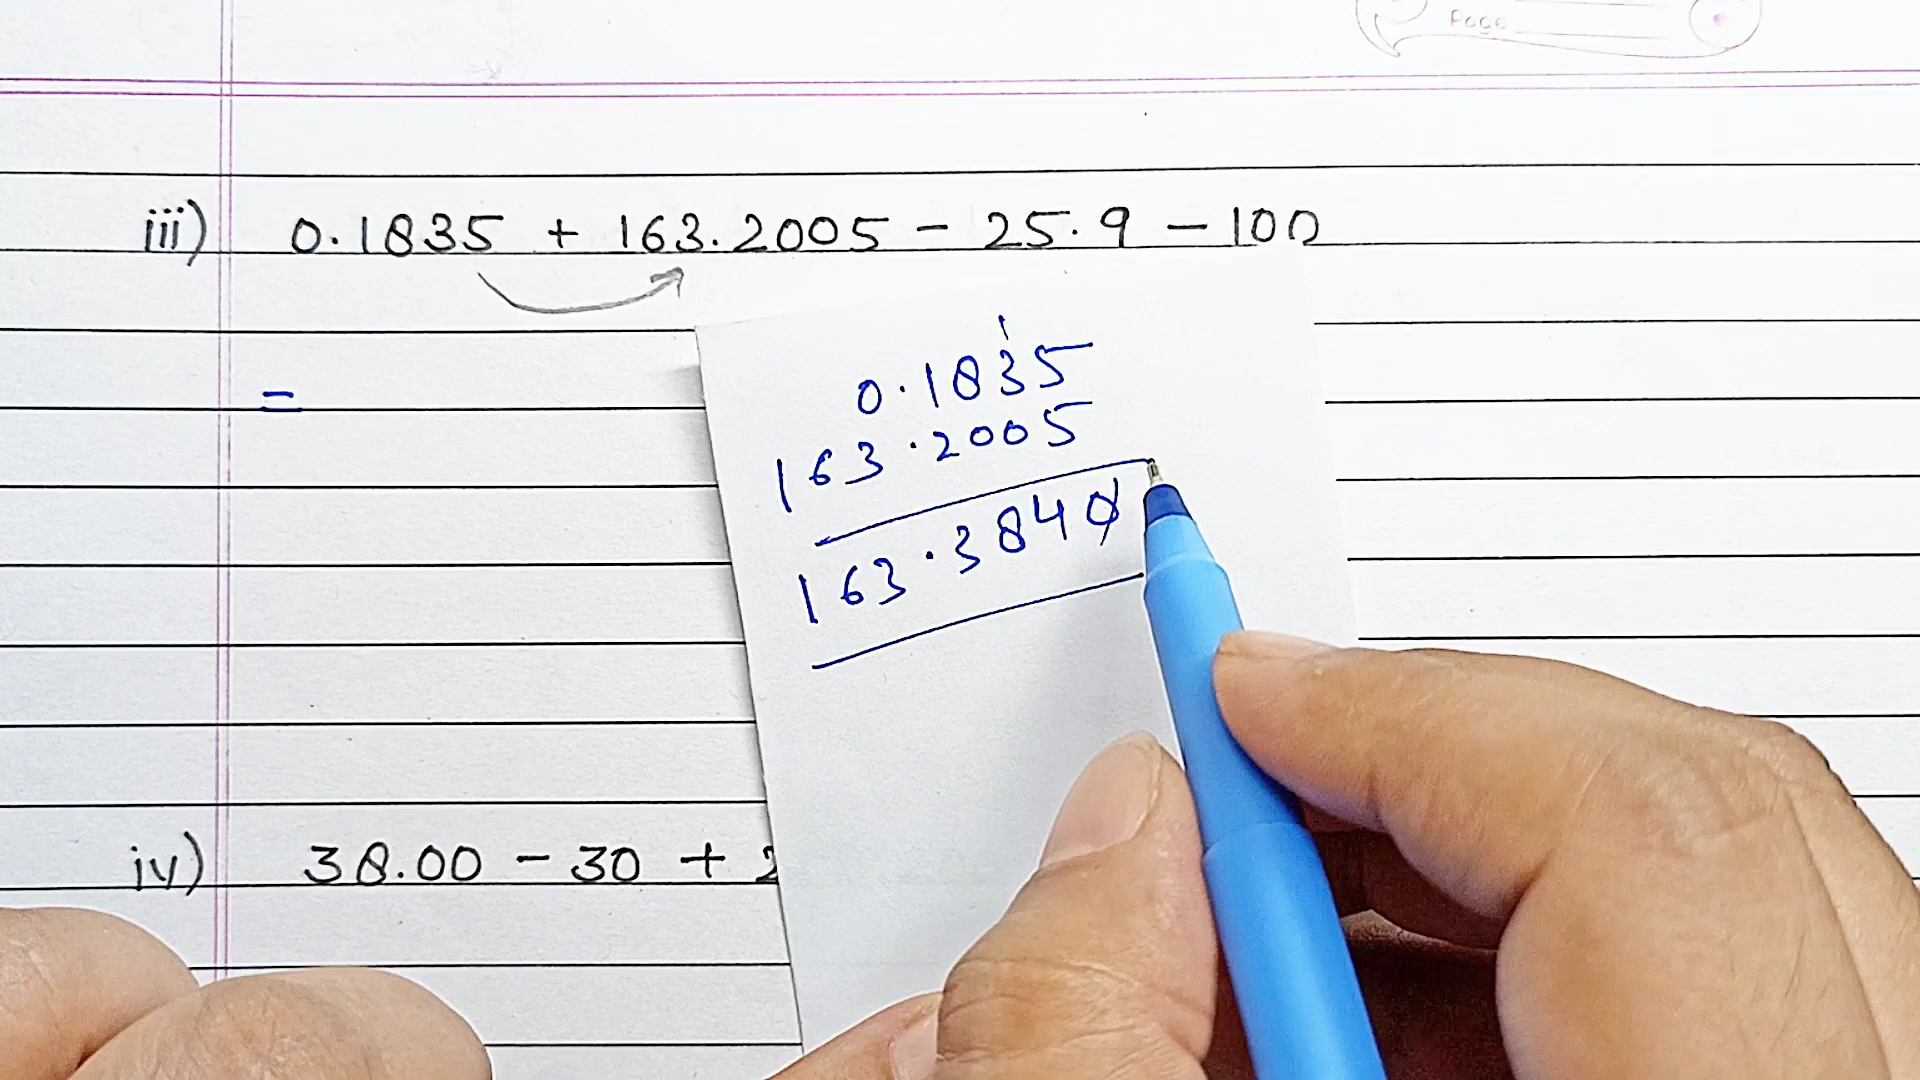 Page
iii) 0.1835 + 163.2005 - 25.9 - 100
1
0.1835
163.2005
=
163.3840
iv) 38.00 - 30 + 2